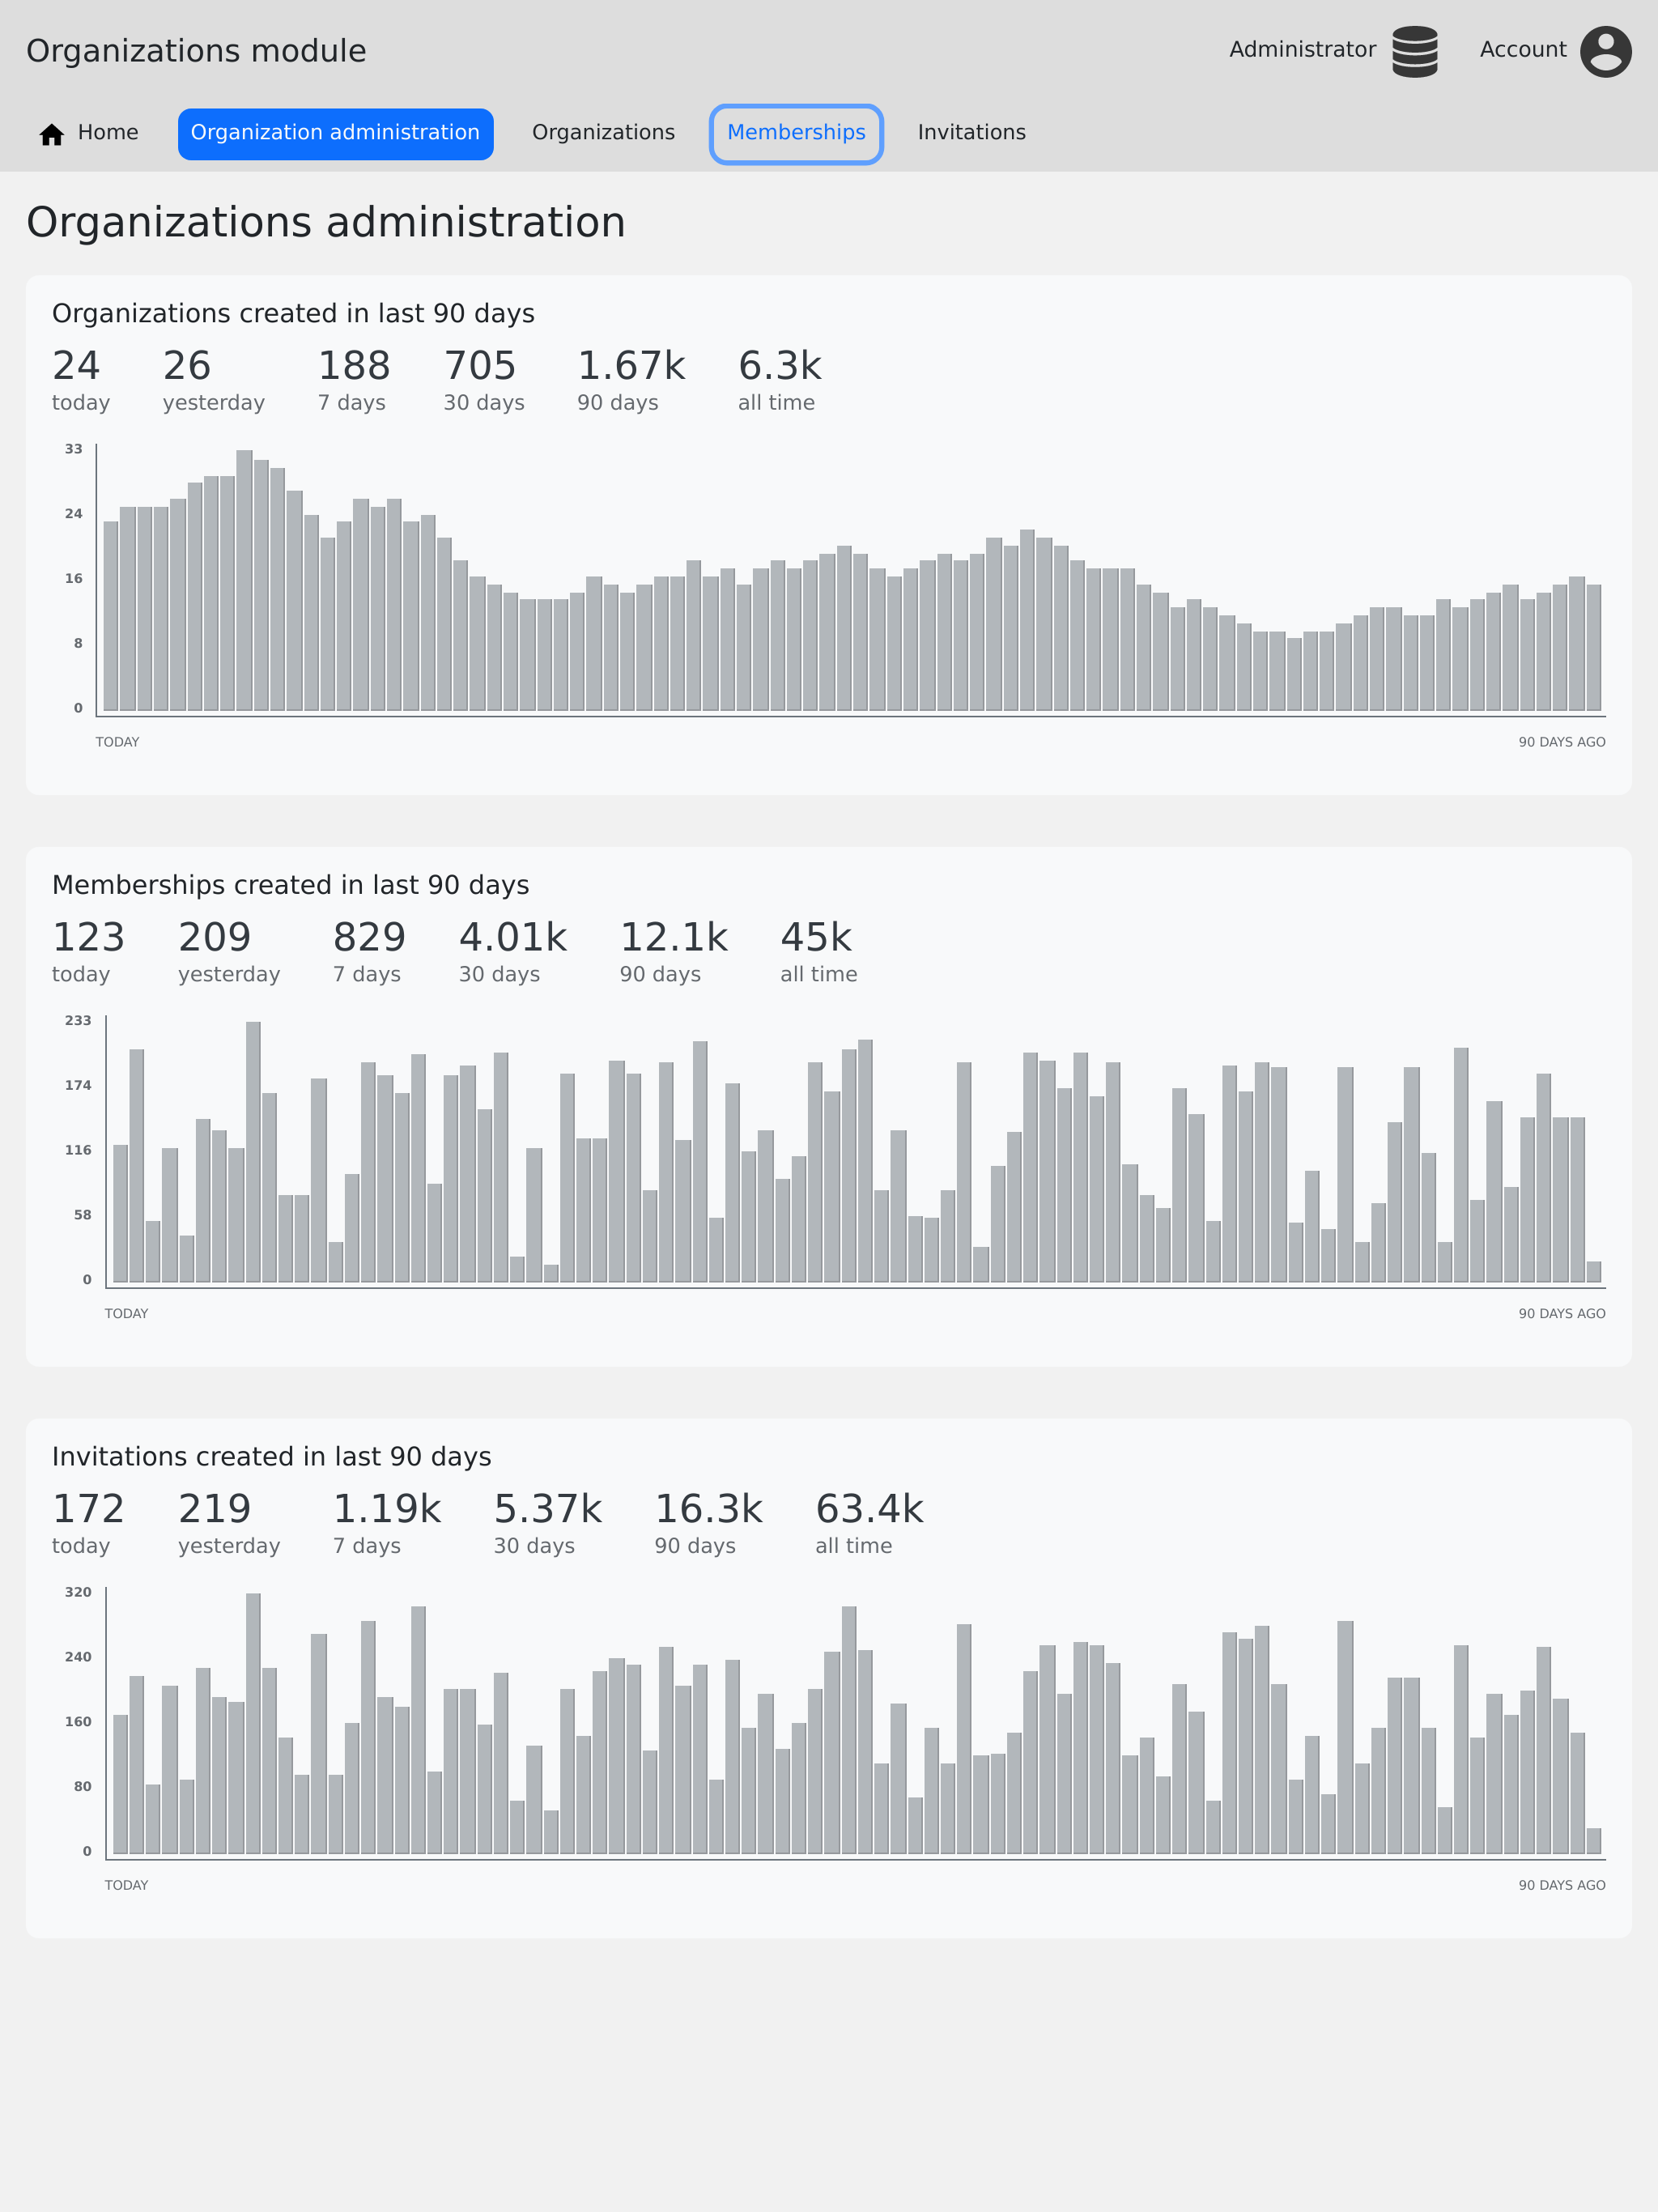 Organizations module
Administrator
Account
Home
Organization administration
Organizations
Memberships
Invitations
Organizations administration
Organizations created in last 90 days
24 26 188 705 1.67k 6.3k
today yesterday 7 days 30 days 90 days all time
33
24
16
8
0
TODAY 90 DAYS AGO
Memberships created in last 90 days
123 209 829 4.01k 12.1k 45k
today yesterday 7 days 30 days 90 days all time
233
174
116
58
0
TODAY 90 DAYS AGO
Invitations created in last 90 days
172 219 1.19k 5.37k 16.3k 63.4k
today yesterday 7 days 30 days 90 days all time
320
240
160
80
0
TODAY 90 DAYS AGO